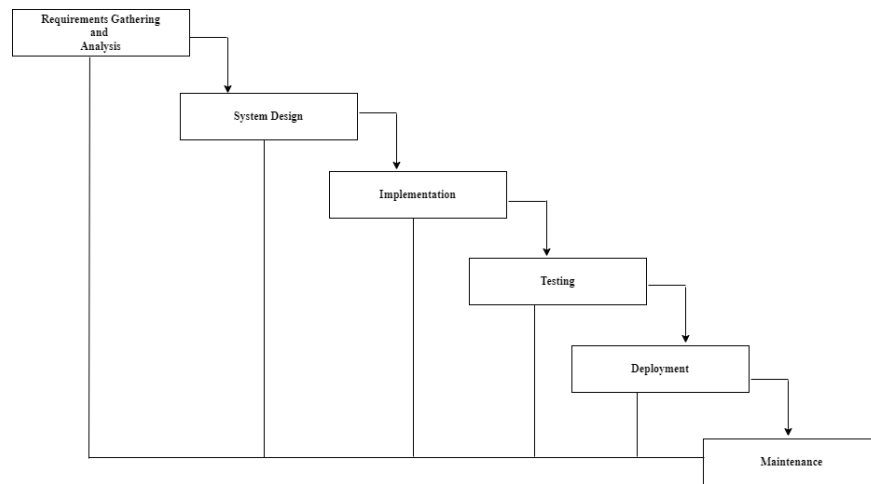 Requirements Gathering
and
Analysis
System Design
Implementation
Testing
Deployment
Maintenance